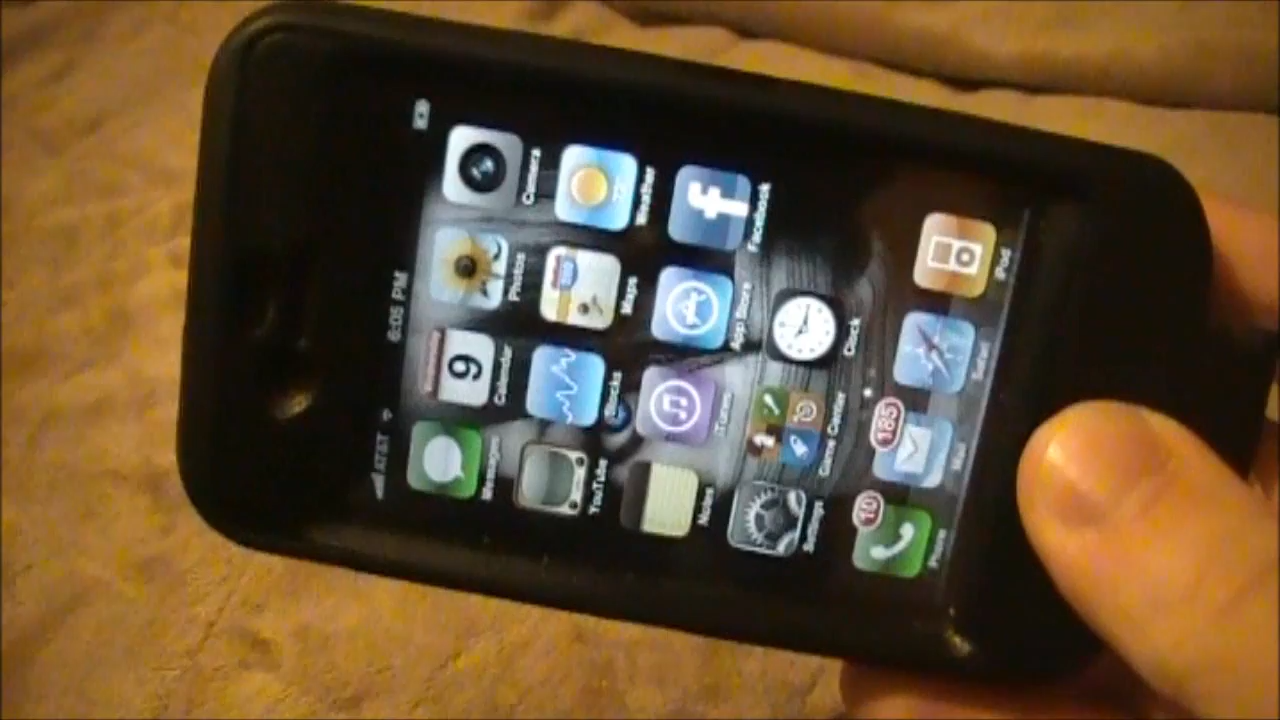 AT&T 6:05 PM
Messages Calendar Photos Camera
9
YouTube Stocks Maps Weather
Notes iTunes App Store Facebook
Settings Game Center Clock
10 185
Phone Mail Safari iPod